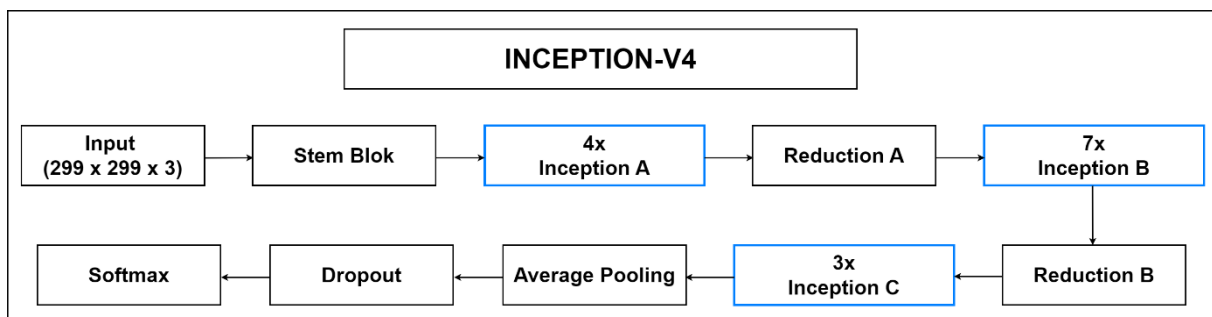 INCEPTION-V4
Input
(299 x 299 x 3)
Stem Blok
4x
Inception A
Reduction A
7x
Inception B
Reduction B
3x
Inception C
Average Pooling
Dropout
Softmax